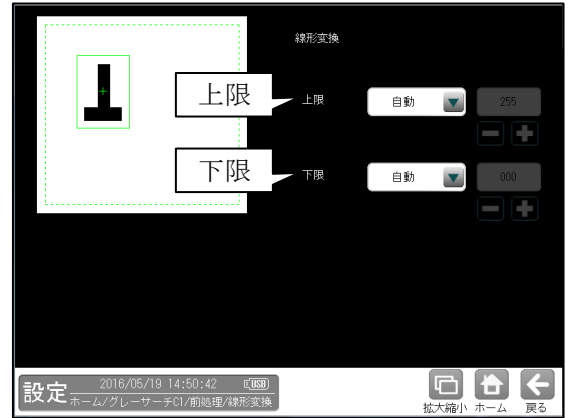 線形変換
上限
上限
自動
255
下限
下限
自動
000
設定
2016/05/19 14:50:42
(USB)
ホーム/グレーサーチC1/前処理/線形変換
拡大縮小
ホーム
戻る